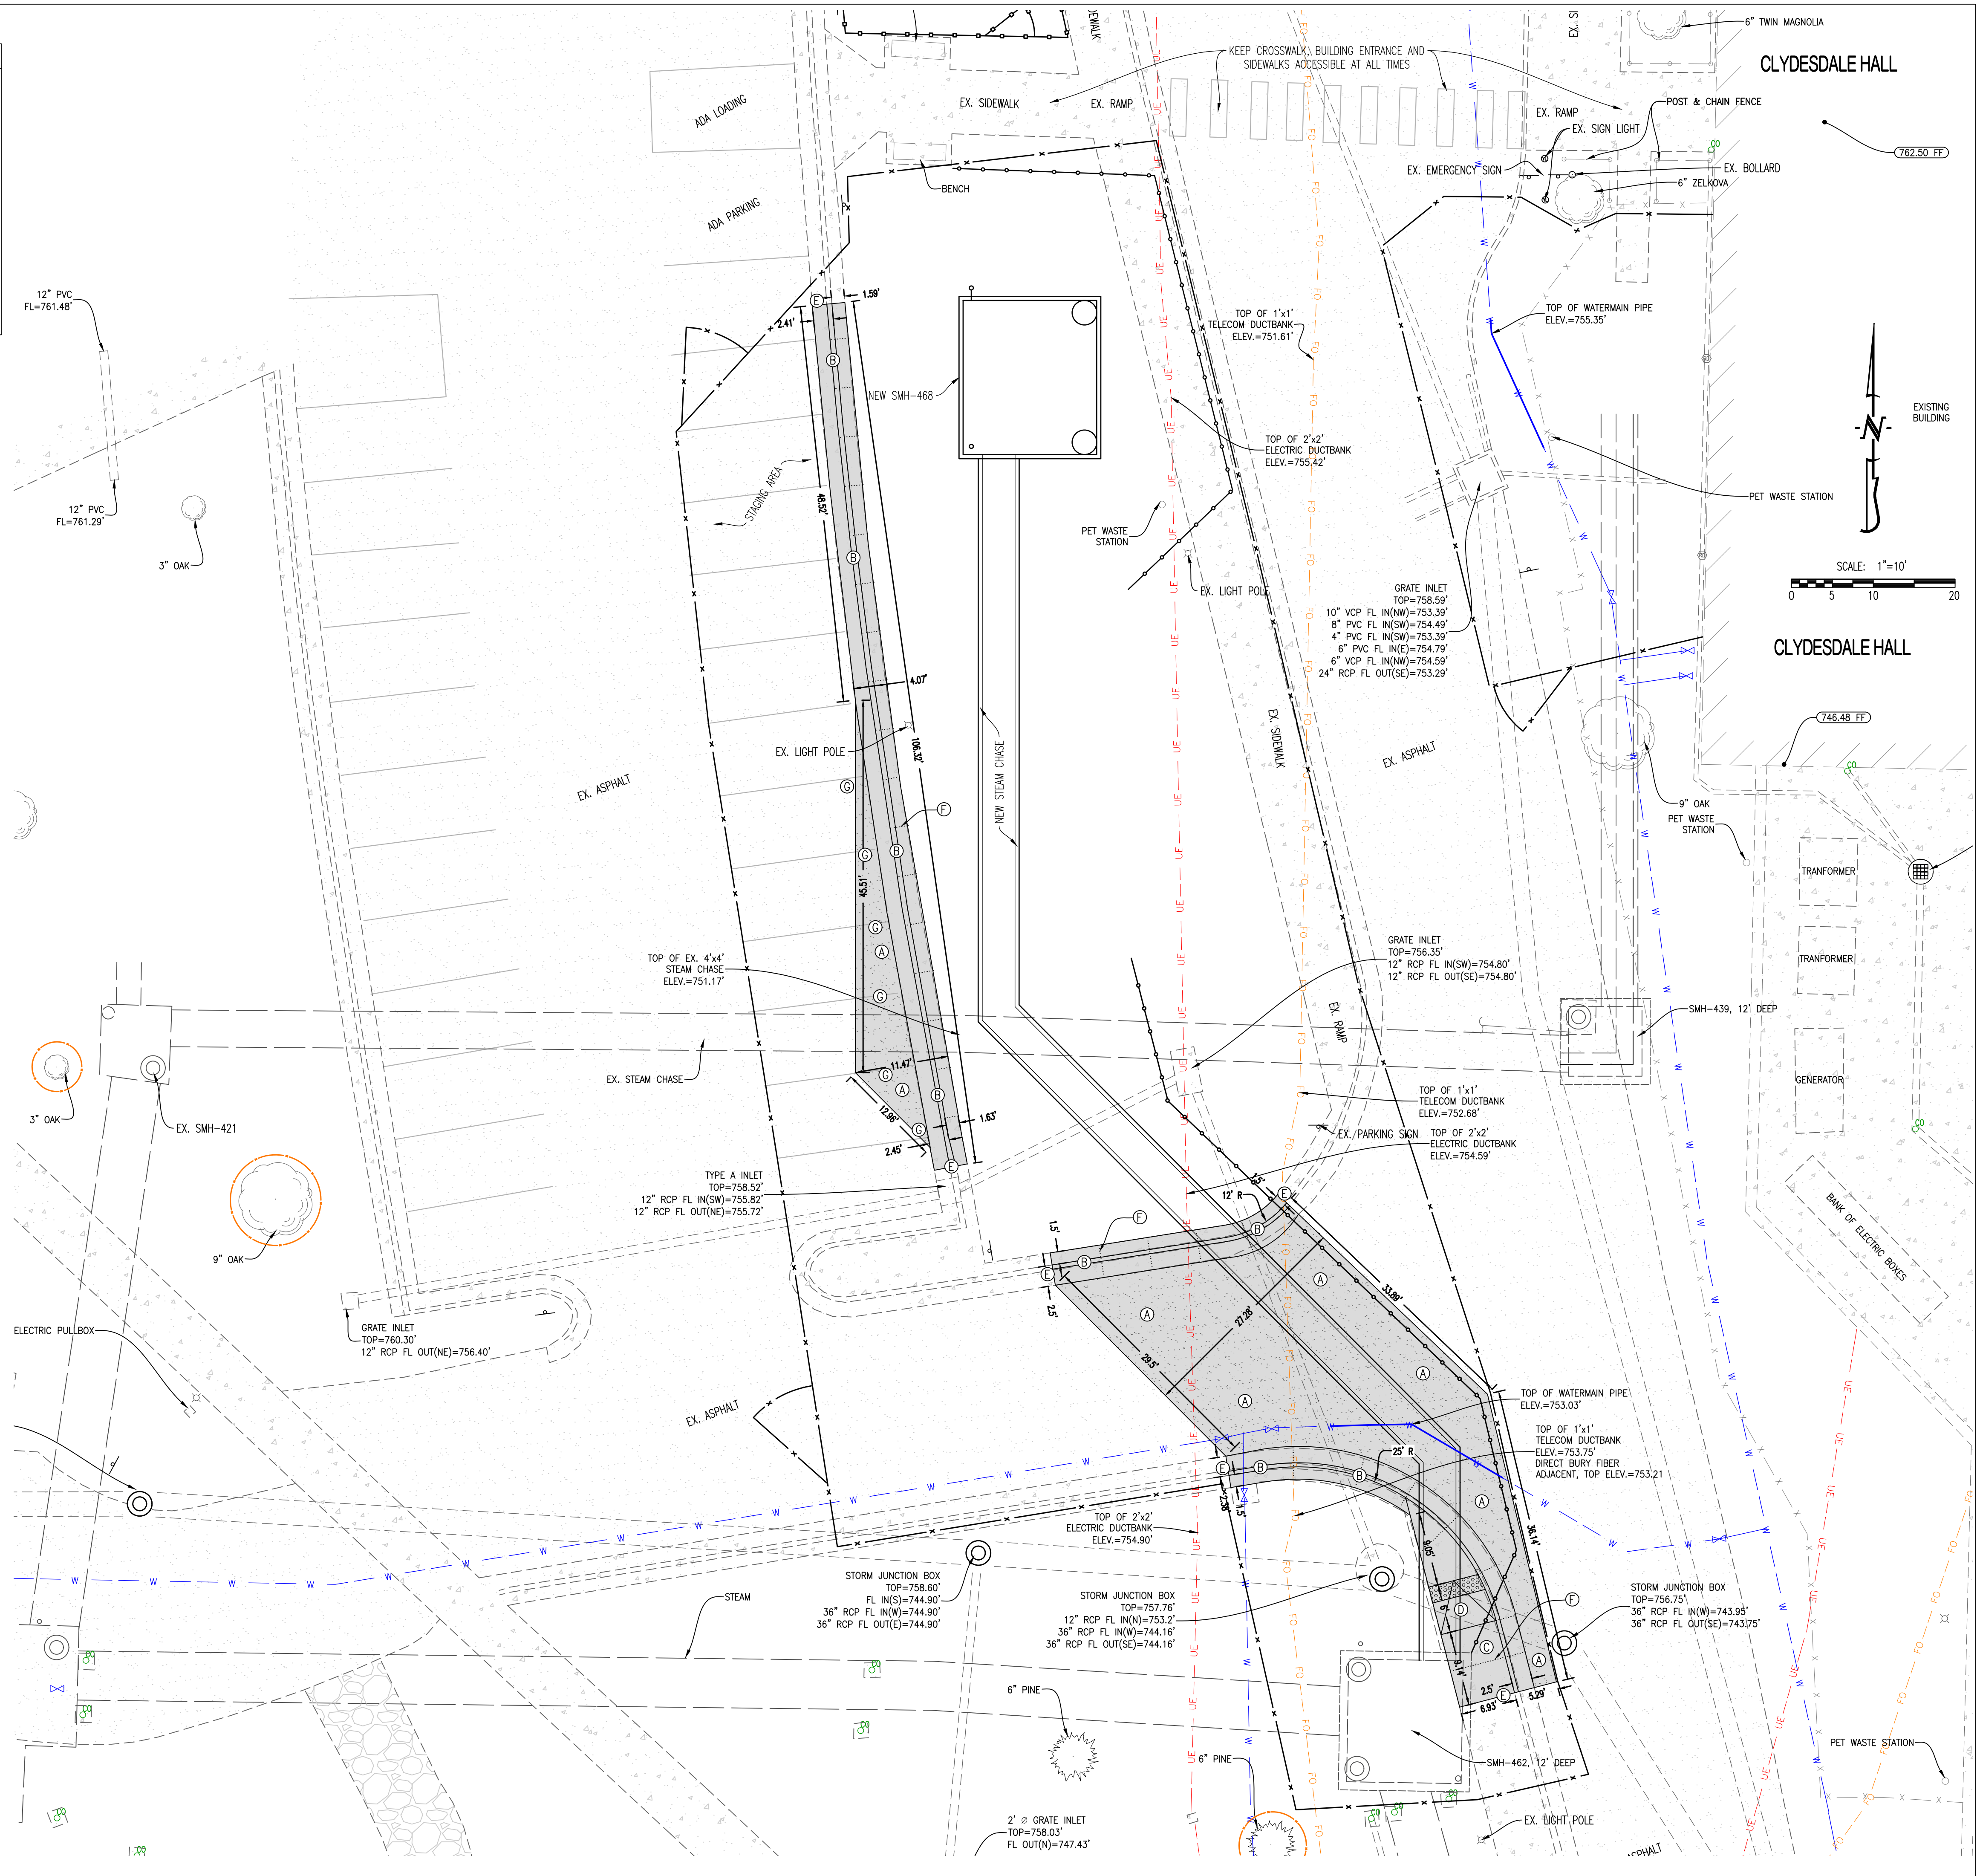 6" TWIN MAGNOLIA
CLYDESDALE HALL
KEEP CROSSWALK, BUILDING ENTRANCE AND
SIDEWALKS ACCESSIBLE AT ALL TIMES
ADA LOADING
EX. SIDEWALK
EX. RAMP
EX. RAMP
POST & CHAIN FENCE
EX. SIGN LIGHT
762.50 FF
EX. EMERGENCY SIGN
EX. BOLLARD
6" ZELKOVA
BENCH
ADA PARKING
12" PVC
FL=761.48'
1.59'
2.41'
TOP OF 1'x1'
TELECOM DUCTBANK
ELEV.=751.61'
TOP OF WATERMAIN PIPE
ELEV.=755.35'
NEW SMH-468
EXISTING
BUILDING
N
TOP OF 2'x2'
ELECTRIC DUCTBANK
ELEV.=755.42'
STAGING AREA
48.52'
12" PVC
FL=761.29'
PET WASTE
STATION
PET WASTE STATION
3" OAK
SCALE: 1"=10'
0 5 10 20
EX. LIGHT POLE
GRATE INLET
TOP=758.59'
10" VCP FL IN(NW)=753.39'
8" PVC FL IN(SW)=754.49'
4" PVC FL IN(SW)=753.39'
6" PVC FL IN(E)=754.79'
6" VCP FL IN(NW)=754.59'
24" RCP FL OUT(SE)=753.29'
CLYDESDALE HALL
4.07'
746.48 FF
EX. LIGHT POLE
106.32'
EX. SIDEWALK
EX. ASPHALT
EX. ASPHALT
NEW STEAM CHASE
9" OAK
PET WASTE
STATION
45.51'
TRANFORMER
TOP OF EX. 4'x4'
STEAM CHASE
ELEV.=751.17'
GRATE INLET
TOP=756.35'
12" RCP FL IN(SW)=754.80'
12" RCP FL OUT(SE)=754.80'
TRANFORMER
EX. RAMP
SMH-439, 12' DEEP
EX. STEAM CHASE
11.47'
GENERATOR
3" OAK
EX. SMH-421
12.96'
1.63'
2.45'
TOP OF 1'x1'
TELECOM DUCTBANK
ELEV.=752.68'
EX. PARKING SIGN
TOP OF 2'x2'
ELECTRIC DUCTBANK
ELEV.=754.59'
TYPE A INLET
TOP=758.52'
12" RCP FL IN(SW)=755.82'
12" RCP FL OUT(NE)=755.72'
1.5'
12' R
1.5'
2.5'
BANK OF ELECTRIC BOXES
9" OAK
33.89'
27.28'
29.5'
ELECTRIC PULLBOX
GRATE INLET
TOP=760.30'
12" RCP FL OUT(NE)=756.40'
EX. ASPHALT
TOP OF WATERMAIN PIPE
ELEV.=753.03'
TOP OF 1'x1'
TELECOM DUCTBANK
ELEV.=753.75'
DIRECT BURY FIBER
ADJACENT, TOP ELEV.=753.21
25' R
2.38'
1.5'
TOP OF 2'x2'
ELECTRIC DUCTBANK
ELEV.=754.90'
36.14'
9.05'
STORM JUNCTION BOX
TOP=758.60'
FL IN(S)=744.90'
36" RCP FL IN(W)=744.90'
36" RCP FL OUT(E)=744.90'
STEAM
STORM JUNCTION BOX
TOP=757.76'
12" RCP FL IN(N)=753.2'
36" RCP FL IN(W)=744.16'
36" RCP FL OUT(SE)=744.16'
6'
STORM JUNCTION BOX
TOP=756.75'
36" RCP FL IN(W)=743.95'
36" RCP FL OUT(SE)=743.75'
9.14'
2.5'
6.93'
5.29'
6" PINE
6" PINE
SMH-462, 12' DEEP
PET WASTE STATION
2' Ø GRATE INLET
TOP=758.03'
FL OUT(N)=747.43'
EX. LIGHT POLE